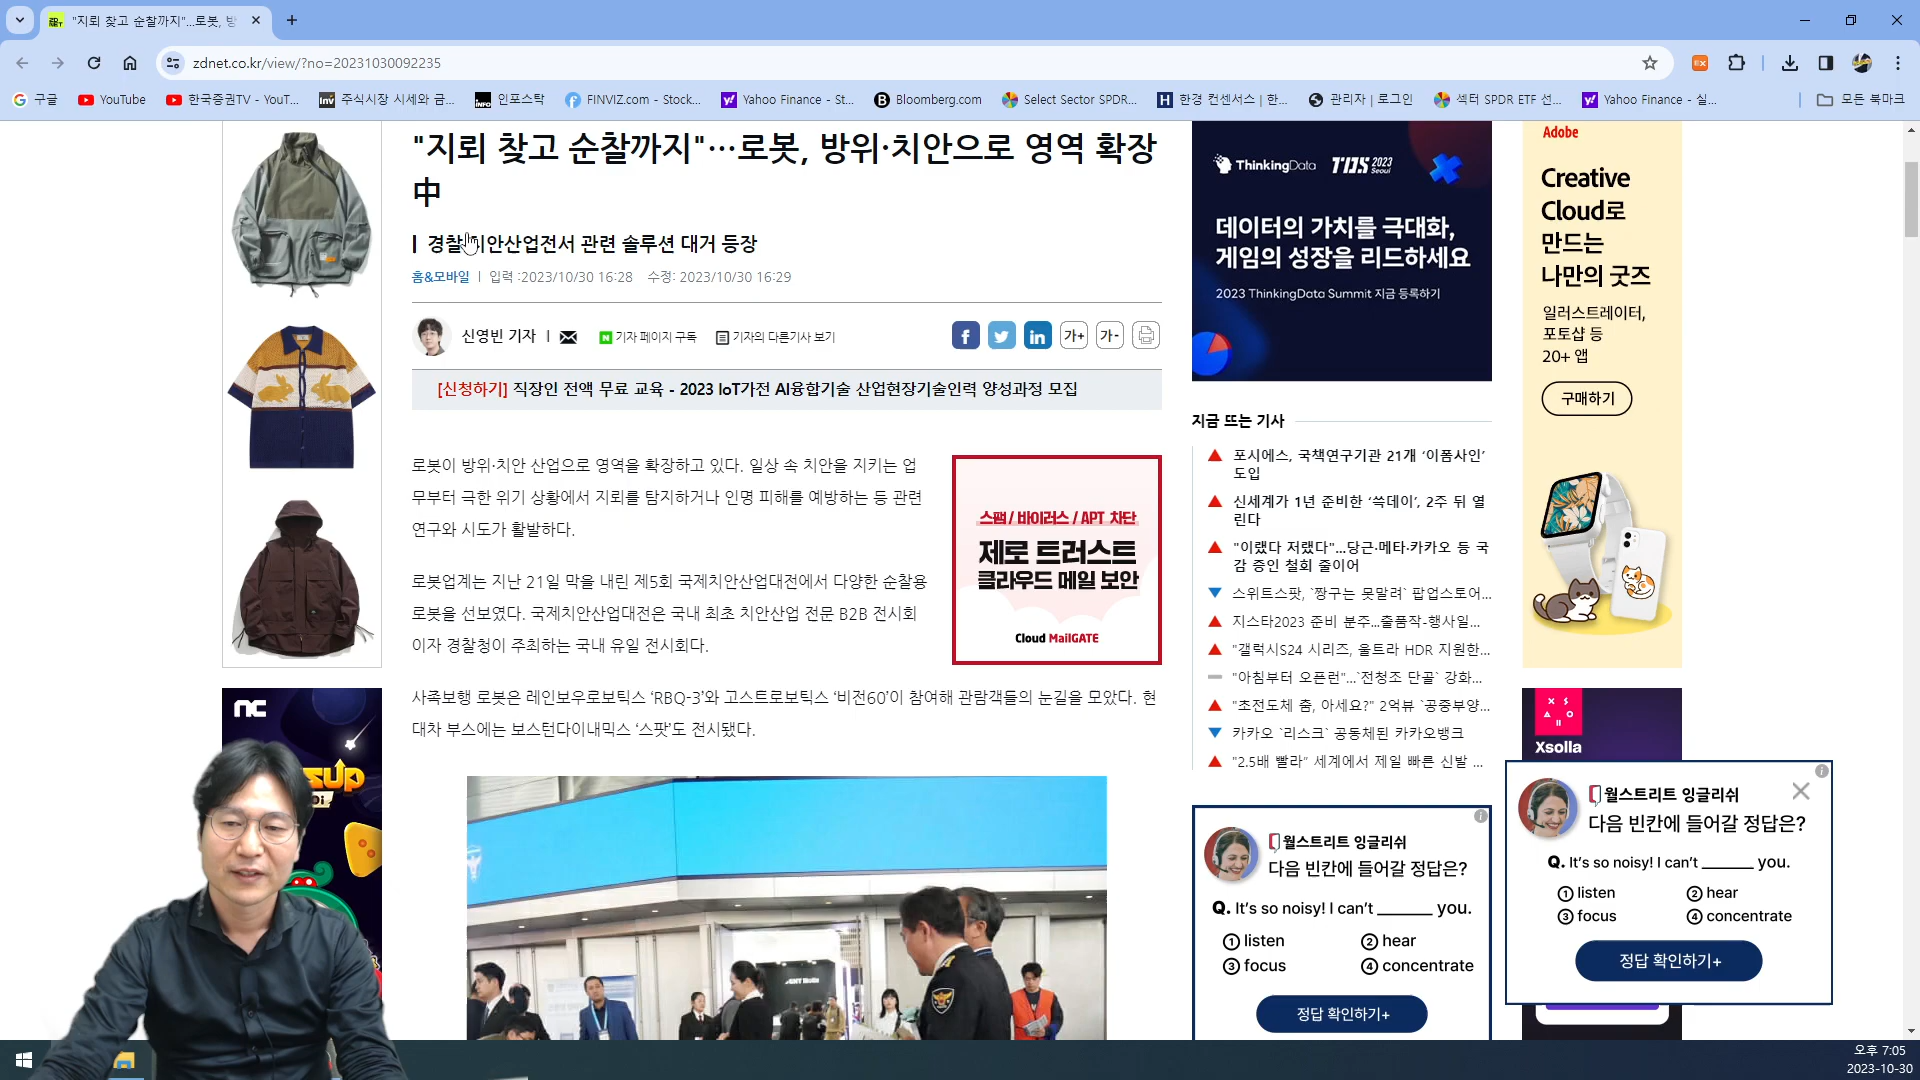 "지뢰 찾고 순찰까지"...로봇, 방
zdnet.co.kr/view/?no=20231030092235
구글
YouTube
한국증권TV - YouT...
주식시장 시세와 금...
인포스탁
FINVIZ.com - Stock...
Yahoo Finance - St...
Bloomberg.com
Select Sector SPDR...
한경 컨센서스 | 한...
관리자 | 로그인
섹터 SPDR ETF 선...
Yahoo Finance - 실...
모든 북마크
"지뢰 찾고 순찰까지"…로봇, 방위·치안으로 영역 확장
中
경찰 치안산업전서 관련 솔루션 대거 등장
홈&모바일 | 입력 :2023/10/30 16:28 수정: 2023/10/30 16:29
신영빈 기자 |
기자 페이지 구독
기자의 다른기사 보기
가+
가-
[신청하기] 직장인 전액 무료 교육 - 2023 IoT가전 AI융합기술 산업현장기술인력 양성과정 모집
로봇이 방위·치안 산업으로 영역을 확장하고 있다. 일상 속 치안을 지키는 업
무부터 극한 위기 상황에서 지뢰를 탐지하거나 인명 피해를 예방하는 등 관련
연구와 시도가 활발하다.
로봇업계는 지난 21일 막을 내린 제5회 국제치안산업대전에서 다양한 순찰용
로봇을 선보였다. 국제치안산업대전은 국내 최초 치안산업 전문 B2B 전시회
이자 경찰청이 주최하는 국내 유일 전시회다.
사족보행 로봇은 레인보우로보틱스 ‘RBQ-3’와 고스트로보틱스 ‘비전60’이 참여해 관람객들의 눈길을 모았다. 현
대차 부스에는 보스턴다이내믹스 ‘스팟’도 전시됐다.
스팸 / 바이러스 / APT 차단
제로 트러스트
클라우드 메일 보안
Cloud MailGATE
nc
ThinkingData TDS 2023 Seoul
데이터의 가치를 극대화,
게임의 성장을 리드하세요
2023 ThinkingData Summit 지금 등록하기
지금 뜨는 기사
포시에스, 국책연구기관 21개 ‘이폼사인’
도입
신세계가 1년 준비한 ‘쓱데이’, 2주 뒤 열
린다
"이랬다 저랬다"...당근·메타·카카오 등 국
감 증인 철회 줄이어
스위트스팟, `짱구는 못말려` 팝업스토어...
지스타2023 준비 분주...출품작-행사일...
"갤럭시S24 시리즈, 울트라 HDR 지원한...
"아침부터 오픈런"...`전청조 단골` 강화...
"초전도체 춤, 아세요?" 2억뷰 `공중부양...
카카오 `리스크` 공동체된 카카오뱅크
"2.5배 빨라" 세계에서 제일 빠른 신발 ...
월스트리트 잉글리쉬
다음 빈칸에 들어갈 정답은?
Q. It's so noisy! I can't ______ you.
① listen ② hear
③ focus ④ concentrate
정답 확인하기+
Adobe
Creative
Cloud로
만드는
나만의 굿즈
일러스트레이터,
포토샵 등
20+ 앱
구매하기
XSOLLA
Xsolla
월스트리트 잉글리쉬
다음 빈칸에 들어갈 정답은?
Q. It's so noisy! I can't ______ you.
① listen ② hear
③ focus ④ concentrate
정답 확인하기+
오후 7:05
2023-10-30